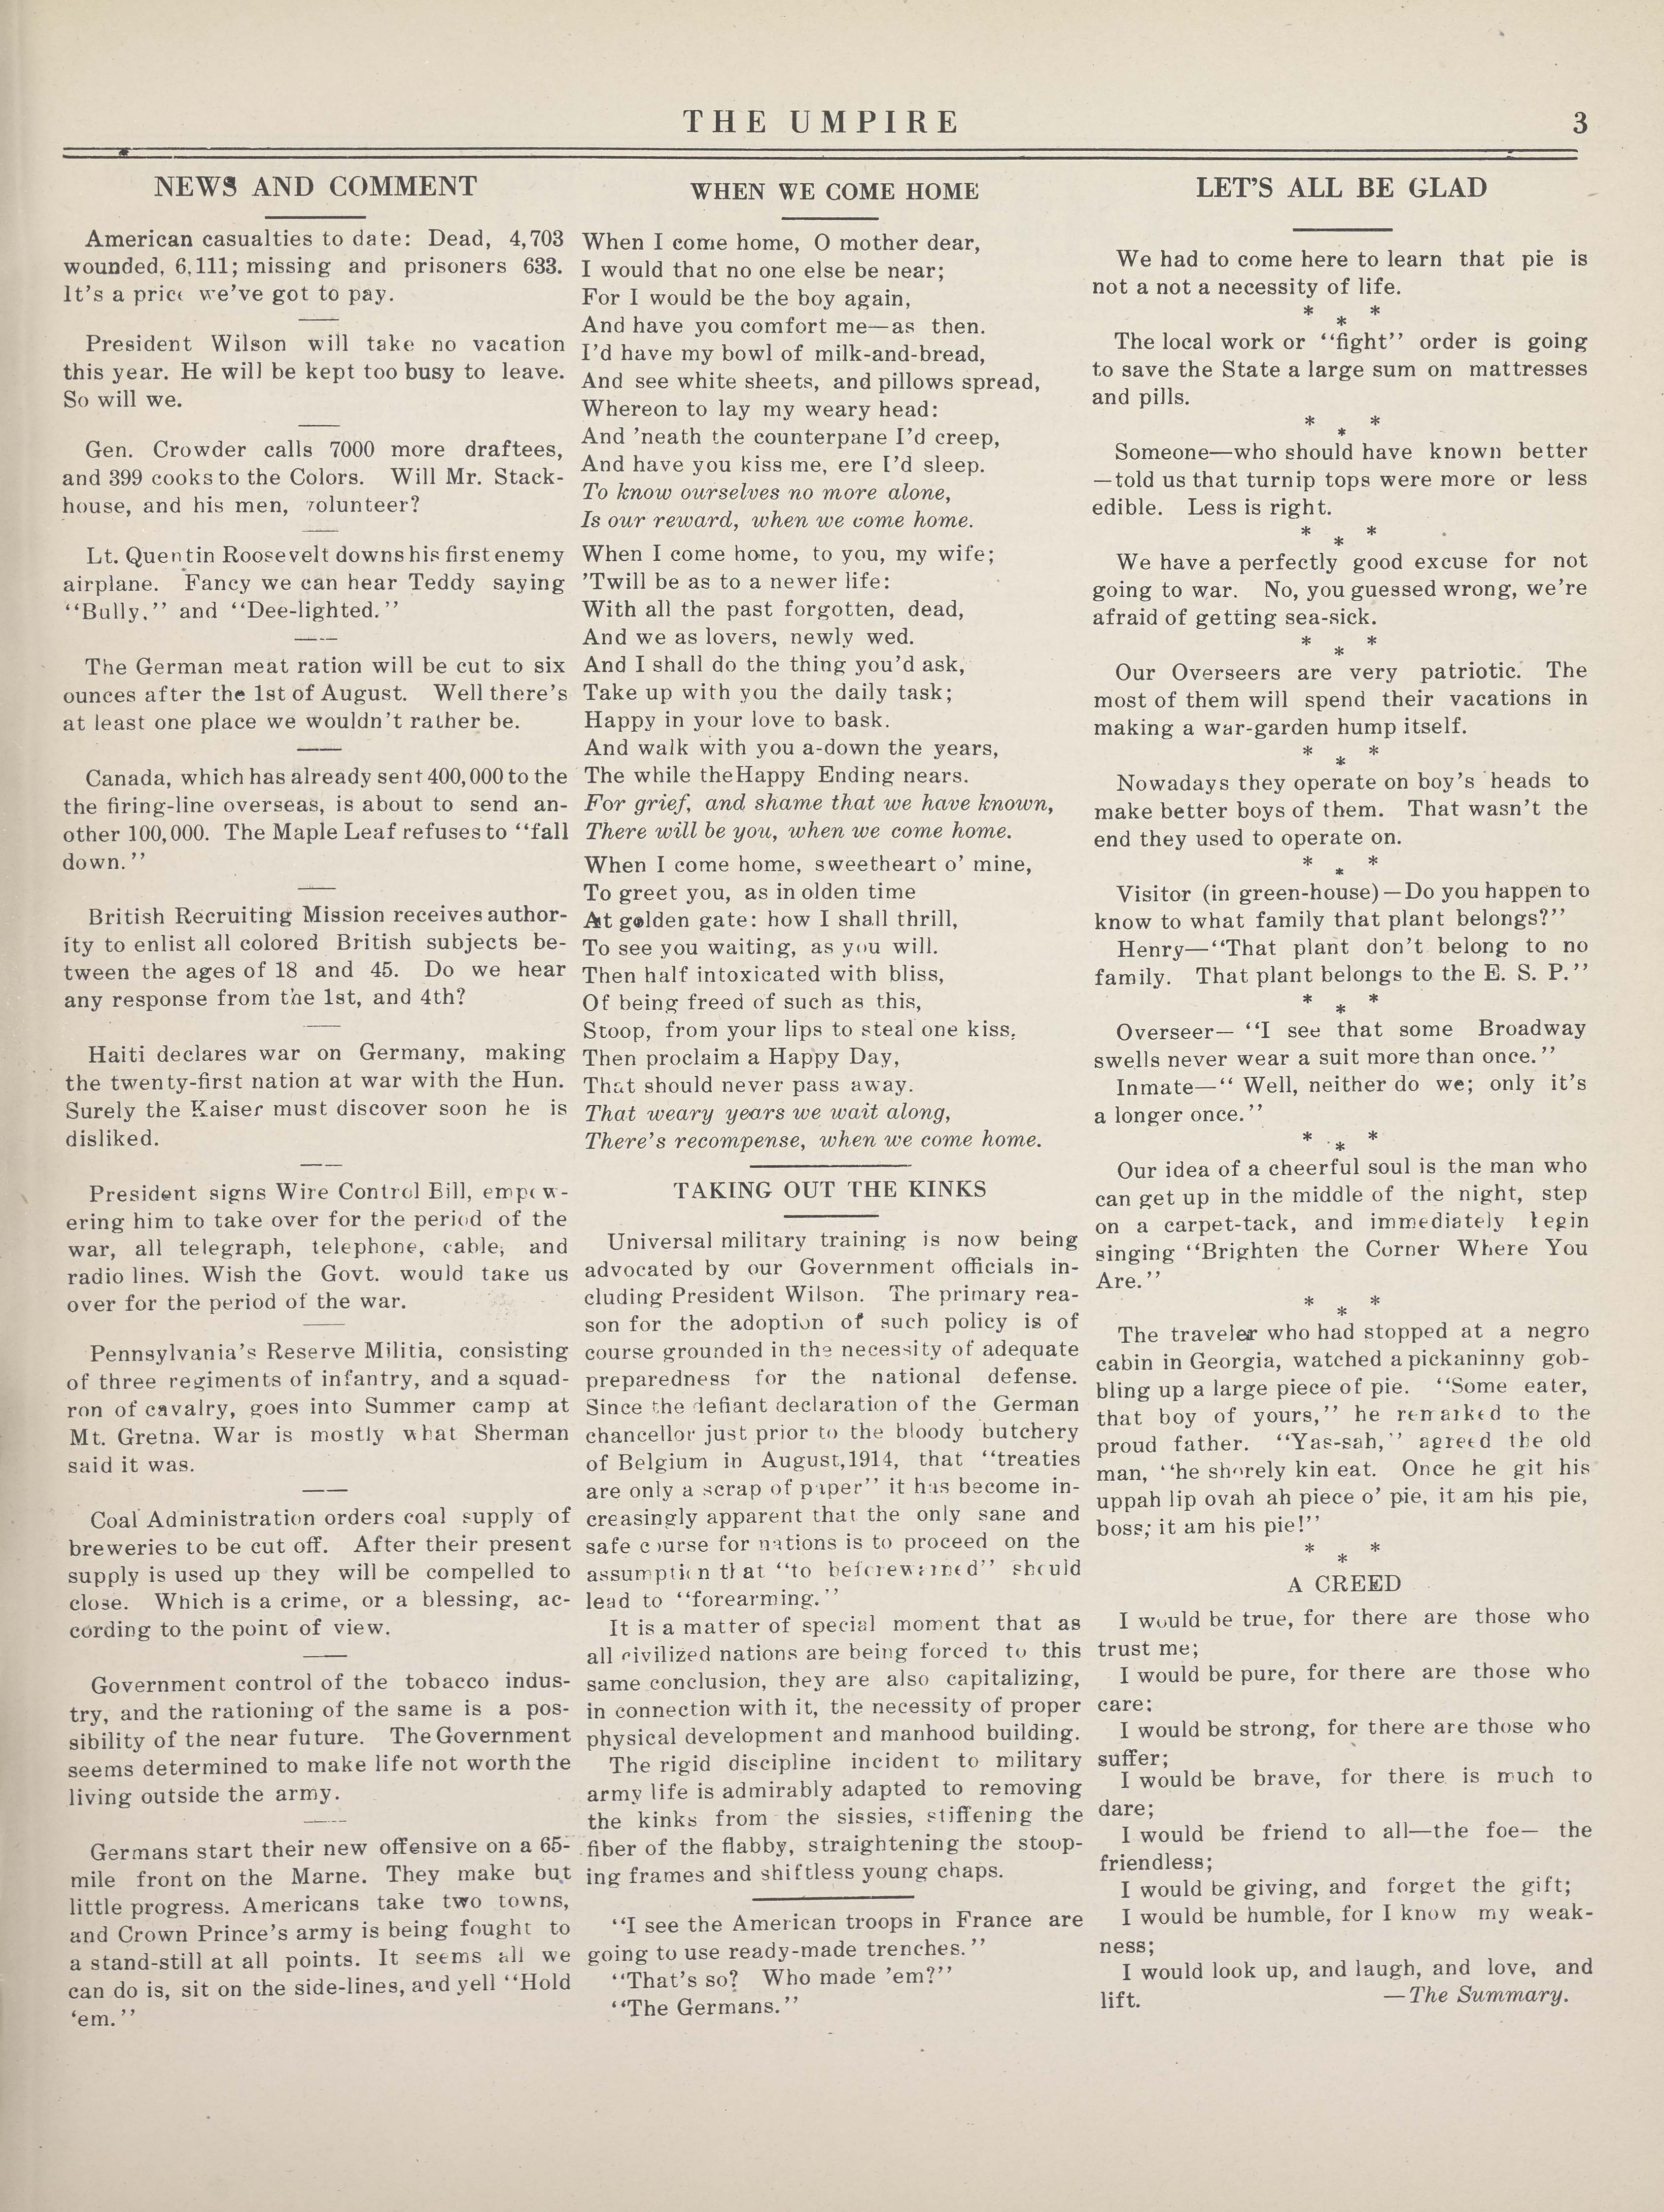 THE UMPIRE
3
NEWS AND COMMENT
American casualties to date: Dead, 4,703
wounded, 6,111; missing and prisoners 633.
It's a price we've got to pay.
President Wilson will take no vacation
this year. He will be kept too busy to leave.
So will we.
Gen. Crowder calls 7000 more draftees,
and 399 cooks to the Colors. Will Mr. Stack-
house, and his men, volunteer?
Lt. Quentin Roosevelt downs his first enemy
airplane. Fancy we can hear Teddy saying
"Bully." and "Dee-lighted."
The German meat ration will be cut to six
ounces after the 1st of August. Well there's
at least one place we wouldn't rather be.
Canada, which has already sent 400,000 to the
the firing-line overseas, is about to send an-
other 100,000. The Maple Leaf refuses to "fall
down."
British Recruiting Mission receives author-
ity to enlist all colored British subjects be-
tween the ages of 18 and 45. Do we hear
any response from the 1st, and 4th?
Haiti declares war on Germany, making
the twenty-first nation at war with the Hun.
Surely the Kaiser must discover soon he is
disliked.
President signs Wire Control Bill, empow-
ering him to take over for the period of the
war, all telegraph, telephone, cable, and
radio lines. Wish the Govt. would take us
over for the period of the war.
Pennsylvania's Reserve Militia, consisting
of three regiments of infantry, and a squad-
ron of cavalry, goes into Summer camp at
Mt. Gretna. War is mostly what Sherman
said it was.
Coal Administration orders coal supply of
breweries to be cut off. After their present
supply is used up they will be compelled to
close. Which is a crime, or a blessing, ac-
cording to the point of view.
Government control of the tobacco indus-
try, and the rationing of the same is a pos-
sibility of the near future. The Government
seems determined to make life not worth the
living outside the army.
Germans start their new offensive on a 65-
mile front on the Marne. They make but
little progress. Americans take two towns,
and Crown Prince's army is being fought to
a stand-still at all points. It seems all we
can do is, sit on the side-lines, and yell "Hold
'em."
WHEN WE COME HOME
When I come home, O mother dear,
I would that no one else be near;
For I would be the boy again,
And have you comfort me—as then.
I'd have my bowl of milk-and-bread,
And see white sheets, and pillows spread,
Whereon to lay my weary head:
And 'neath the counterpane I'd creep,
And have you kiss me, ere I'd sleep.
To know ourselves no more alone,
Is our reward, when we come home.
When I come home, to you, my wife;
'Twill be as to a newer life:
With all the past forgotten, dead,
And we as lovers, newly wed.
And I shall do the thing you'd ask,
Take up with you the daily task;
Happy in your love to bask.
And walk with you a-down the years,
The while the Happy Ending nears.
For grief, and shame that we have known,
There will be you, when we come home.
When I come home, sweetheart o' mine,
To greet you, as in olden time
At golden gate: how I shall thrill,
To see you waiting, as you will.
Then half intoxicated with bliss,
Of being freed of such as this,
Stoop, from your lips to steal one kiss,
Then proclaim a Happy Day,
That should never pass away.
That weary years we wait along,
There's recompense, when we come home.
TAKING OUT THE KINKS
Universal military training is now being
advocated by our Government officials in-
cluding President Wilson. The primary rea-
son for the adoption of such policy is of
course grounded in the necessity of adequate
preparedness for the national defense.
Since the defiant declaration of the German
chancellor just prior to the bloody butchery
of Belgium in August, 1914, that "treaties
are only a scrap of paper" it has become in-
creasingly apparent that the only sane and
safe course for nations is to proceed on the
assumption that "to beforewarned" should
lead to "forearming."
It is a matter of special moment that as
all civilized nations are being forced to this
same conclusion, they are also capitalizing,
in connection with it, the necessity of proper
physical development and manhood building.
The rigid discipline incident to military
army life is admirably adapted to removing
the kinks from the sissies, stiffening the
fiber of the flabby, straightening the stoop-
ing frames and shiftless young chaps.
"I see the American troops in France are
going to use ready-made trenches."
"That's so? Who made 'em?"
"The Germans."
LET'S ALL BE GLAD
We had to come here to learn that pie is
not a not a necessity of life.
* * *
The local work or "fight" order is going
to save the State a large sum on mattresses
and pills.
* * *
Someone—who should have known better
—told us that turnip tops were more or less
edible. Less is right.
* * *
We have a perfectly good excuse for not
going to war. No, you guessed wrong, we're
afraid of getting sea-sick.
* * *
Our Overseers are very patriotic. The
most of them will spend their vacations in
making a war-garden hump itself.
* * *
Nowadays they operate on boy's heads to
make better boys of them. That wasn't the
end they used to operate on.
* * *
Visitor (in green-house)—Do you happen to
know to what family that plant belongs?"
Henry—"That plant don't belong to no
family. That plant belongs to the E. S. P."
* * *
Overseer— "I see that some Broadway
swells never wear a suit more than once."
Inmate—" Well, neither do we; only it's
a longer once."
* * *
Our idea of a cheerful soul is the man who
can get up in the middle of the night, step
on a carpet-tack, and immediately begin
singing "Brighten the Corner Where You
Are."
* * *
The traveler who had stopped at a negro
cabin in Georgia, watched a pickaninny gob-
bling up a large piece of pie. "Some eater,
that boy of yours," he remarked to the
proud father. "Yas-sah," agreed the old
man, "he shorely kin eat. Once he git his
uppah lip ovah ah piece o' pie, it am his pie,
boss; it am his pie!"
* * *
A CREED
I would be true, for there are those who
trust me;
I would be pure, for there are those who
care:
I would be strong, for there are those who
suffer;
I would be brave, for there is much to
dare;
I would be friend to all—the foe— the
friendless;
I would be giving, and forget the gift;
I would be humble, for I know my weak-
ness;
I would look up, and laugh, and love, and
lift. —The Summary.